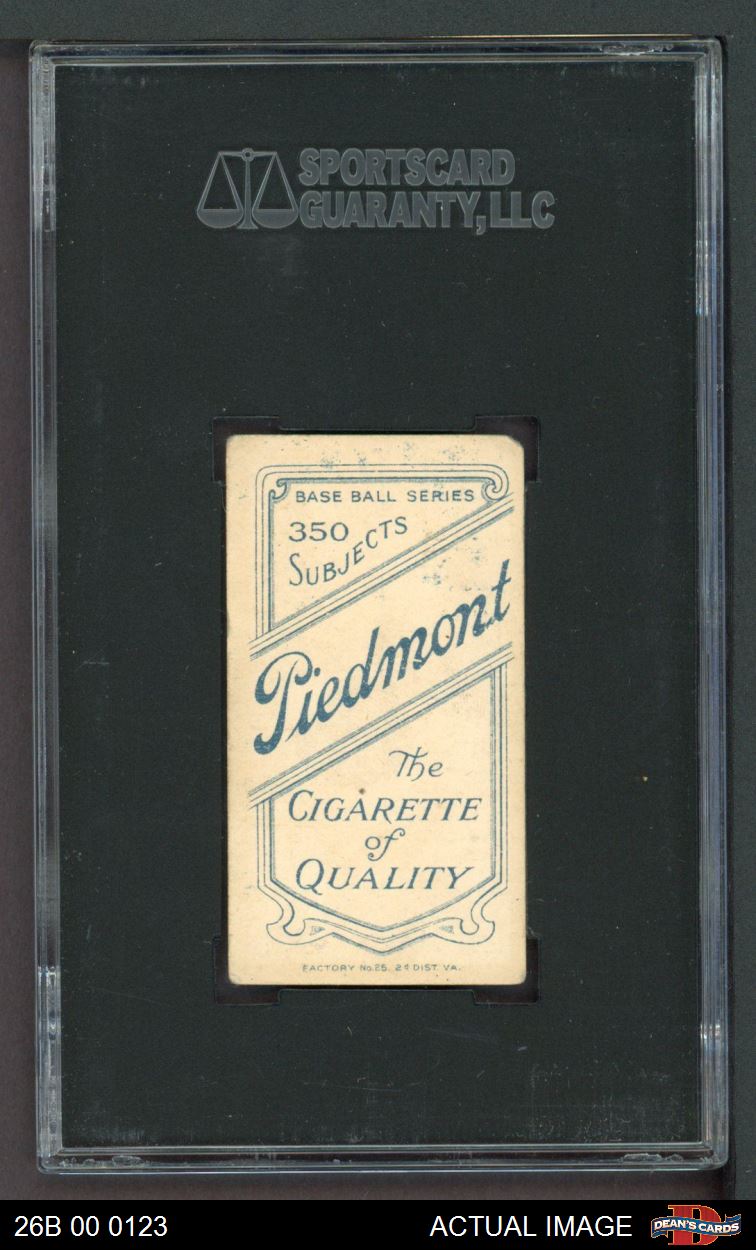 SPORTSCARD
GUARANTY, LLC
BASE BALL SERIES
350
SUBJECTS
Piedmont
The
CIGARETTE
of
QUALITY
FACTORY No. 25, 2d DIST. VA.
26B 00 0123
ACTUAL IMAGE
D
DEAN'S CARDS